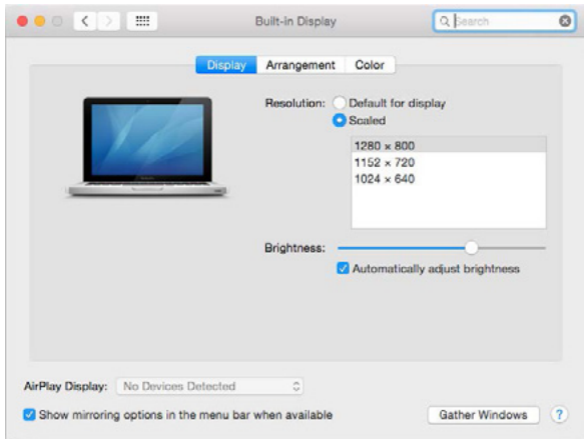 Built-in Display
Search
Display Arrangement Color
Resolution: Default for display
Scaled
1280 × 800
1152 × 720
1024 × 640
Brightness:
Automatically adjust brightness
AirPlay Display: No Devices Detected
Show mirroring options in the menu bar when available
Gather Windows ?